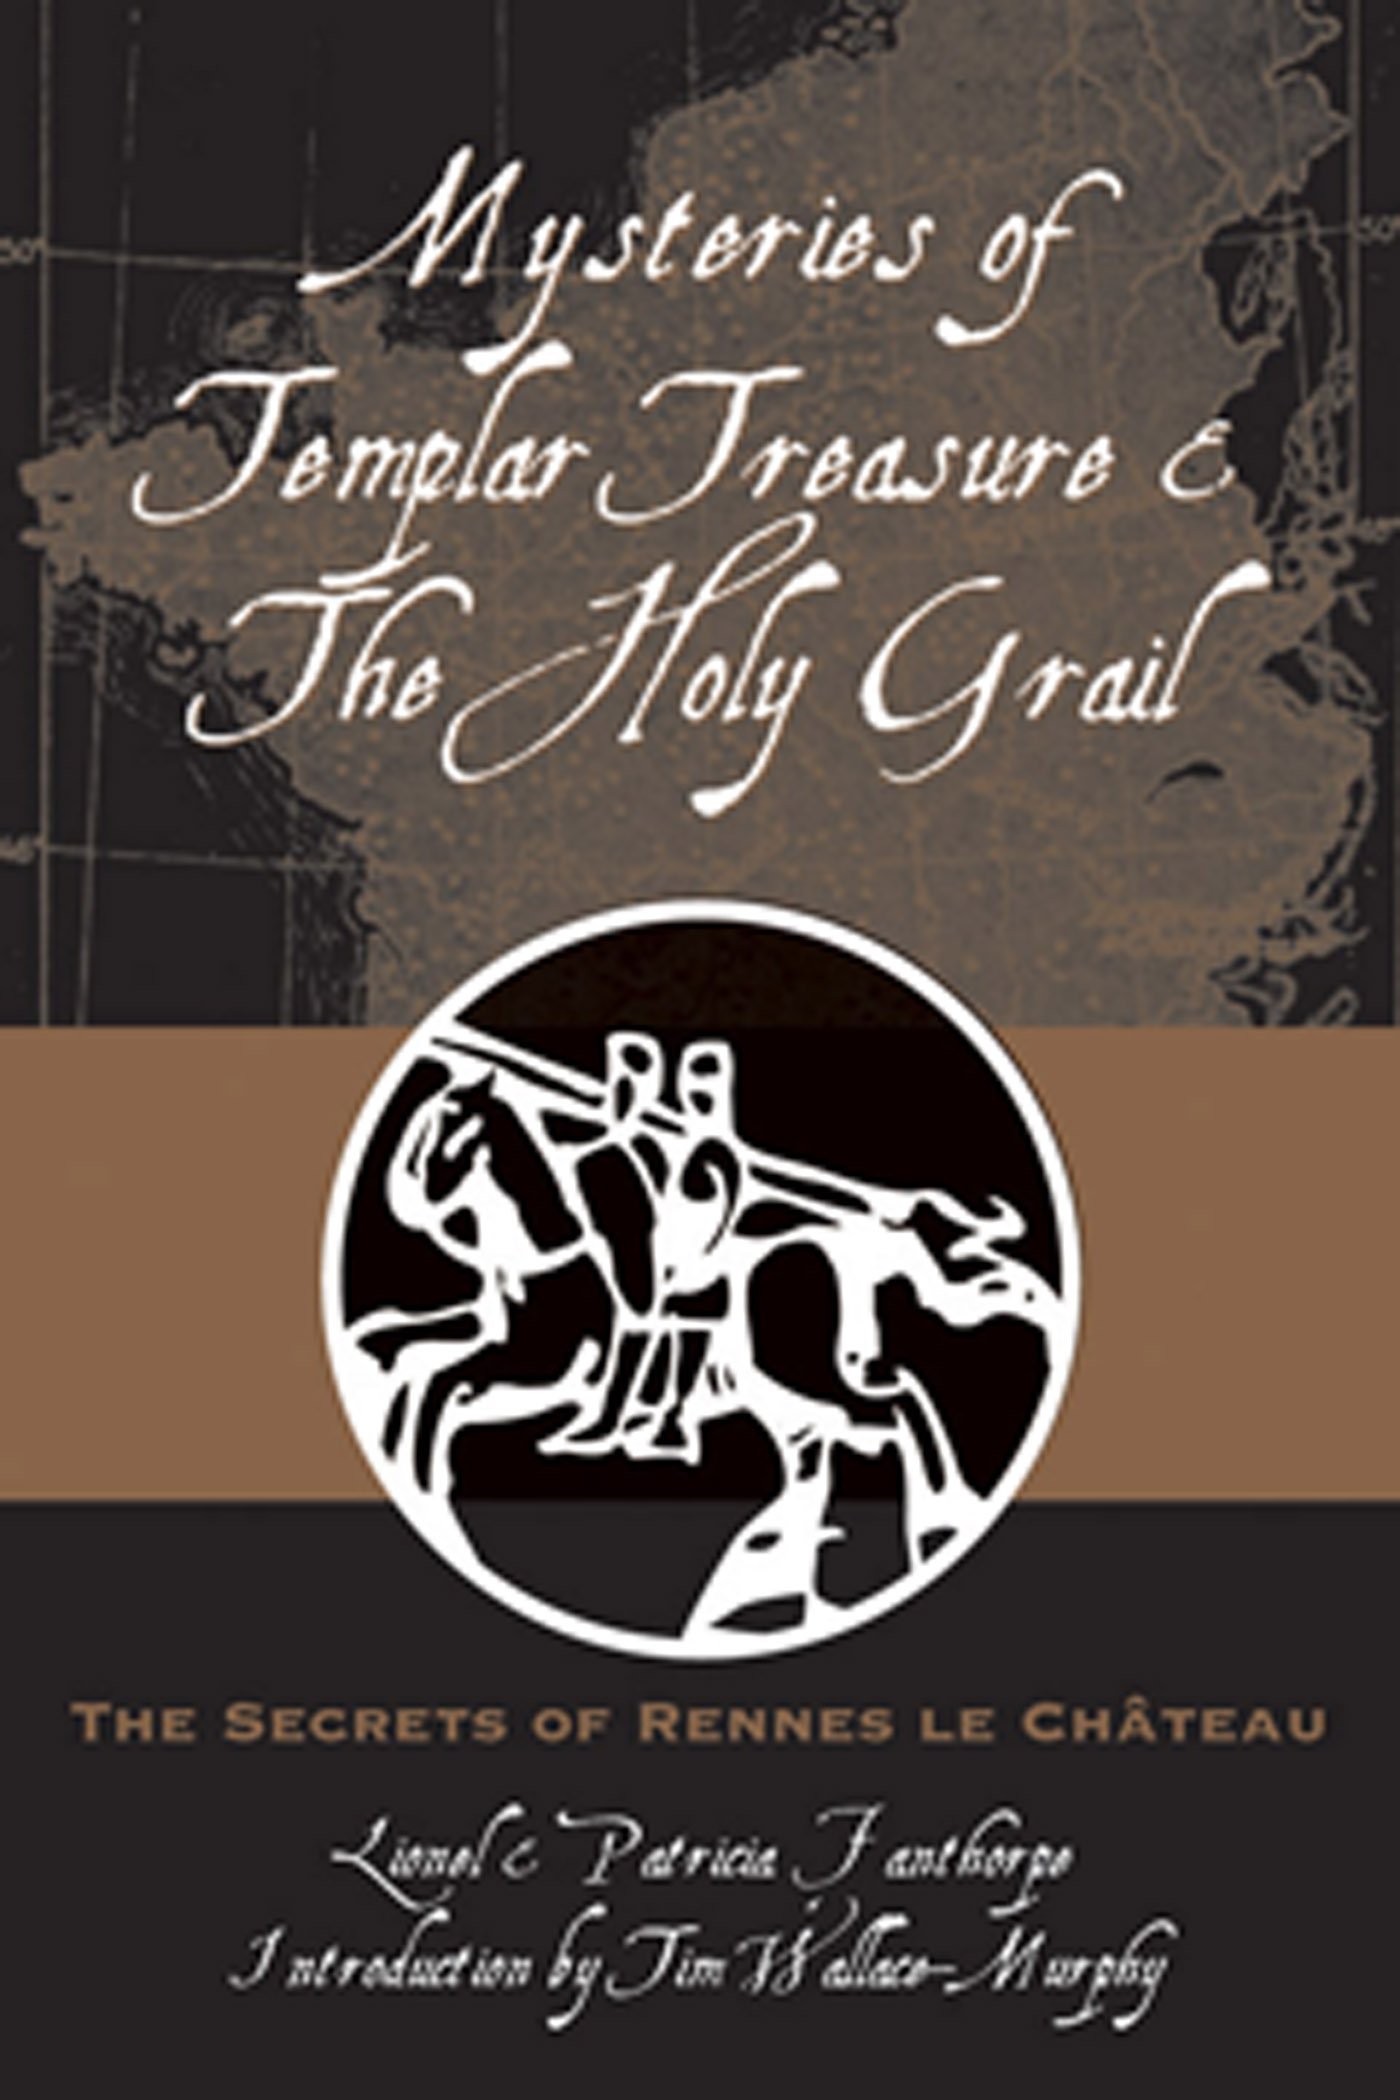 Mysteries of
Templar Treasure &
The Holy Grail
THE SECRETS OF RENNES LE CHÂTEAU
Lionel & Patricia Fanthorpe
Introduction by Tim Wallace-Murphy